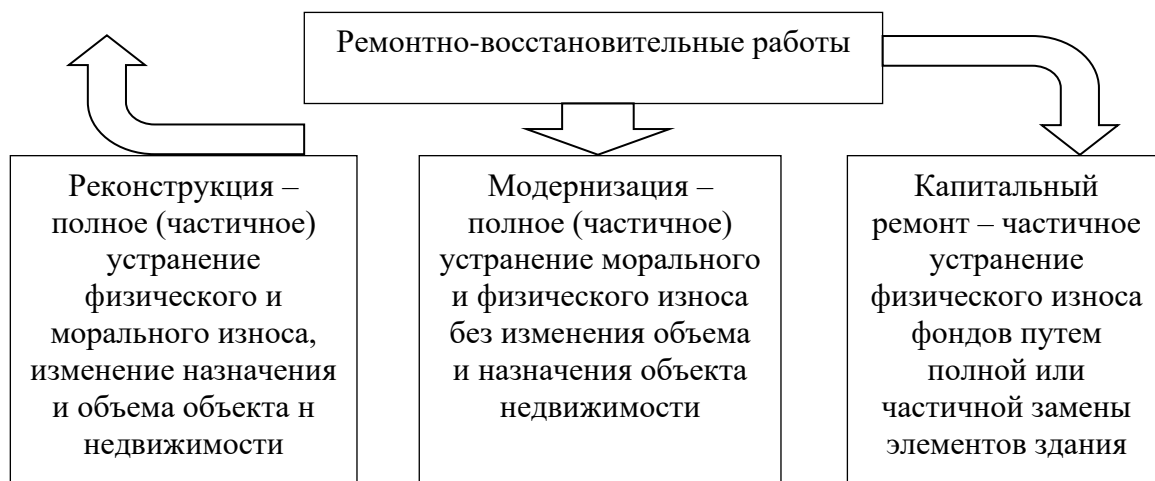 Ремонтно-восстановительные работы
Реконструкция –
полное (частичное)
устранение
физического и
морального износа,
изменение назначения
и объема объекта н
недвижимости
Модернизация –
полное (частичное)
устранение морального
и физического износа
без изменения объема
и назначения объекта
недвижимости
Капитальный
ремонт – частичное
устранение
физического износа
фондов путем
полной или
частичной замены
элементов здания